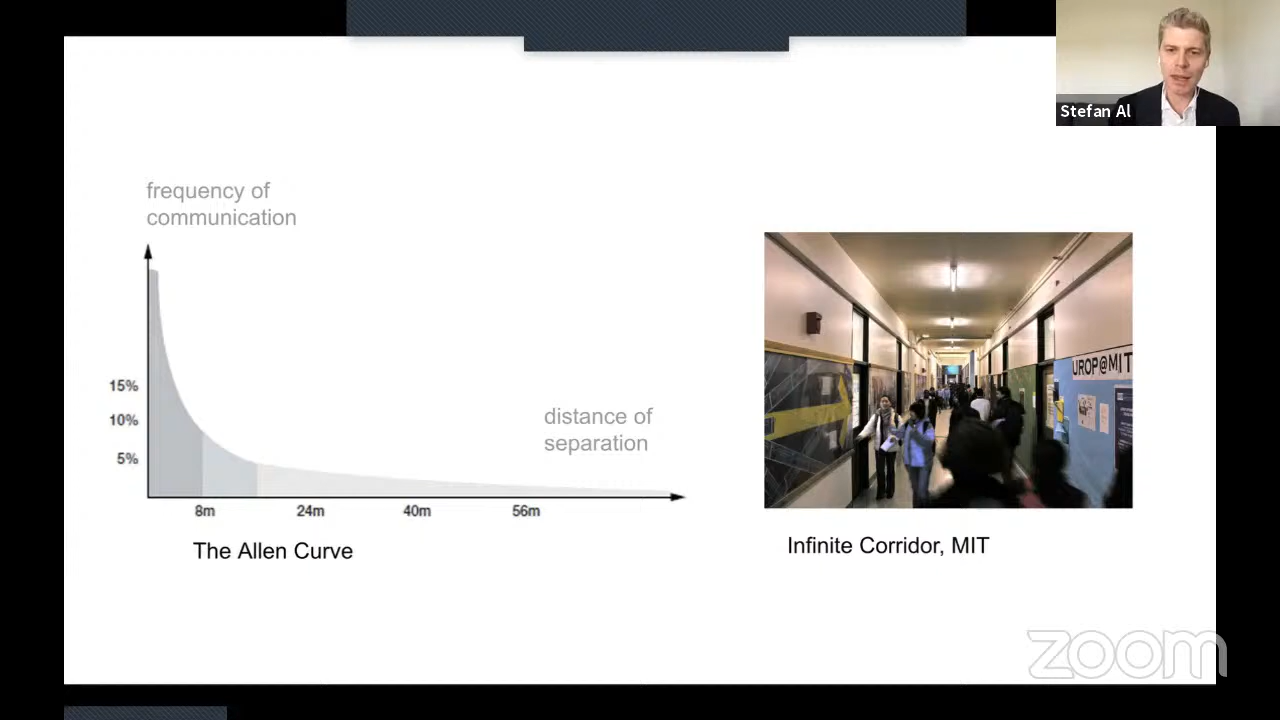 Stefan Al
frequency of
communication
15%
10%
5%
distance of
separation
8m
24m
40m
56m
The Allen Curve
UROP@MIT
Infinite Corridor, MIT
zoom